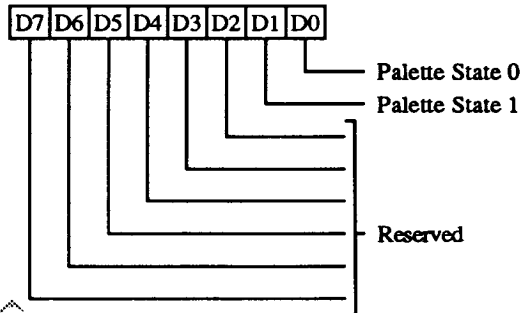 D7 D6 D5 D4 D3 D2 D1 D0
Palette State 0
Palette State 1
Reserved